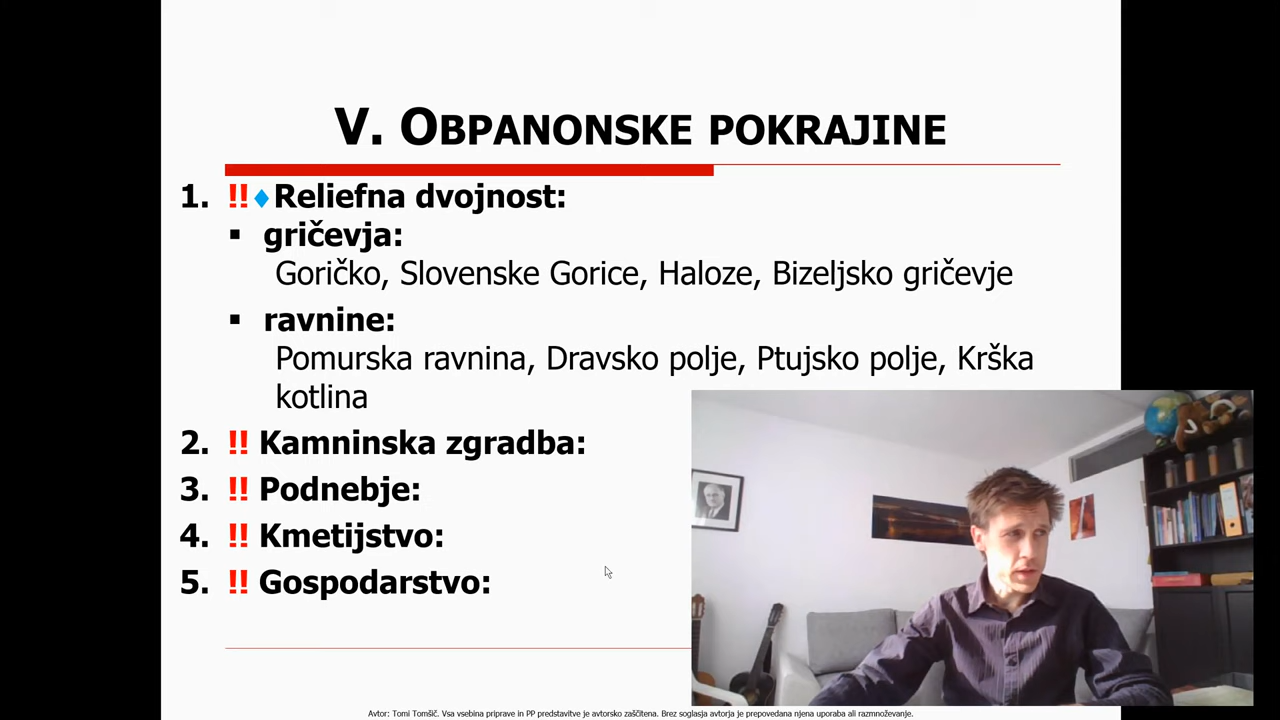 V. OBPANONSKE POKRAJINE
1. !!♦Reliefna dvojnost:
▪ gričevja:
Goričko, Slovenske Gorice, Haloze, Bizeljsko gričevje
▪ ravnine:
Pomurska ravnina, Dravsko polje, Ptujsko polje, Krška
kotlina
2. !! Kamninska zgradba:
3. !! Podnebje:
4. !! Kmetijstvo:
5. !! Gospodarstvo:
Avtor: Tomi Tomšič. Vsa vsebina priprave in PP predstavitve je avtorsko zaščitena. Brez soglasja avtorja je prepovedana njena uporaba ali razmnoževanje.